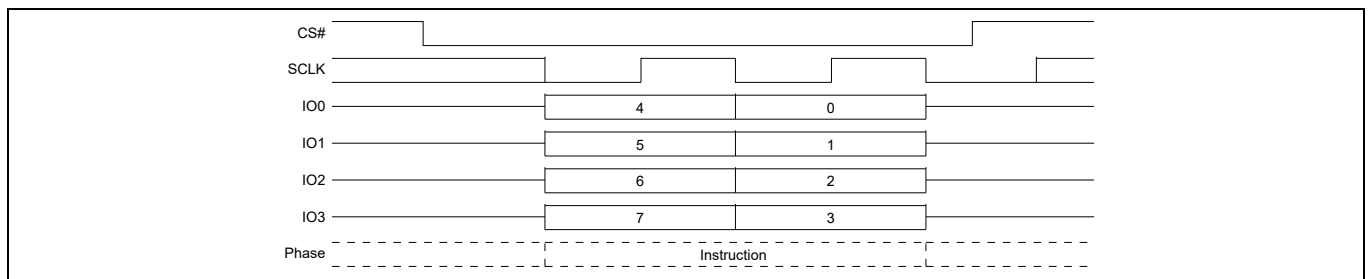 CS#
SCLK
IO0 4 0
IO1 5 1
IO2 6 2
IO3 7 3
Phase Instruction